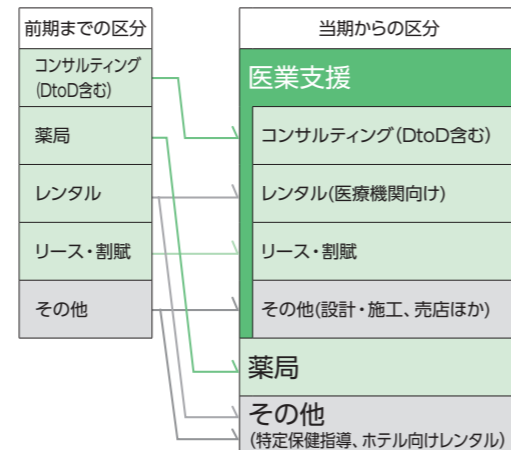 前期までの区分
コンサルティング
(DtoD含む)
薬局
レンタル
リース・割賦
その他
当期からの区分
医業支援
コンサルティング(DtoD含む)
レンタル(医療機関向け)
リース・割賦
その他(設計・施工、売店ほか)
薬局
その他
(特定保健指導、ホテル向けレンタル)